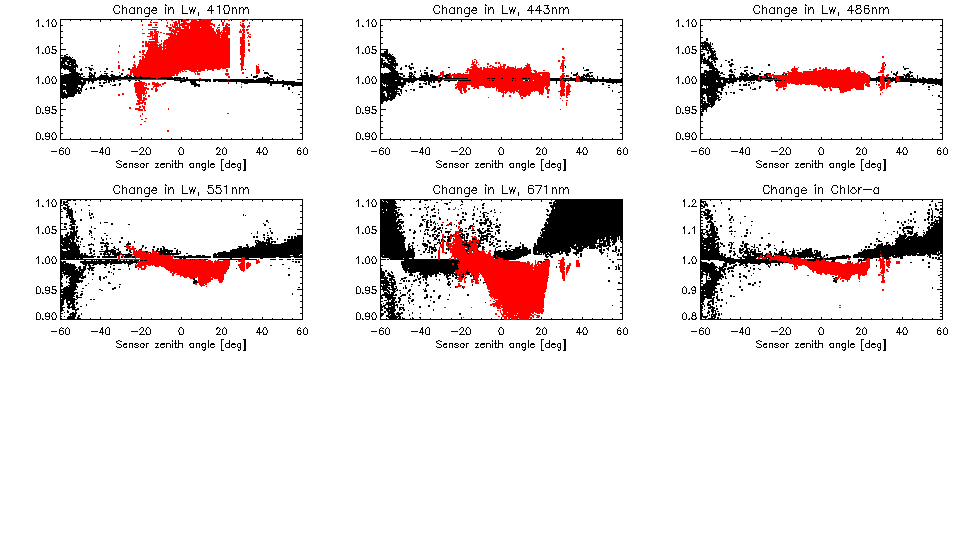 Change in Lw, 410nm
1.10
1.05
1.00
0.95
0.90
-60 -40 -20 0 20 40 60
Sensor zenith angle [deg]
Change in Lw, 443nm
1.10
1.05
1.00
0.95
0.90
-60 -40 -20 0 20 40 60
Sensor zenith angle [deg]
Change in Lw, 486nm
1.10
1.05
1.00
0.95
0.90
-60 -40 -20 0 20 40 60
Sensor zenith angle [deg]
Change in Lw, 551nm
1.10
1.05
1.00
0.95
0.90
-60 -40 -20 0 20 40 60
Sensor zenith angle [deg]
Change in Lw, 671nm
1.10
1.05
1.00
0.95
0.90
-60 -40 -20 0 20 40 60
Sensor zenith angle [deg]
Change in Chlor-a
1.2
1.1
1.0
0.9
0.8
-60 -40 -20 0 20 40 60
Sensor zenith angle [deg]